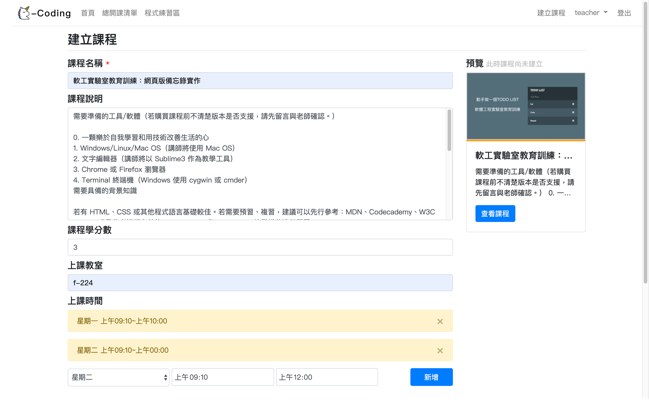 -Coding 首頁 總開課清單 程式練習區 建立課程 teacher 登出
建立課程
課程名稱 *
軟工實驗室教育訓練：網頁版備忘錄實作
課程說明
需要準備的工具/軟體（若購買課程前不清楚版本是否支援，請先留言與老師確認。）
0. 一顆樂於自我學習和用技術改善生活的心
1. Windows/Linux/Mac OS（講師將使用 Mac OS）
2. 文字編輯器（講師將以 Sublime3 作為教學工具）
3. Chrome 或 Firefox 瀏覽器
4. Terminal 終端機（Windows 使用 cygwin 或 cmder）
需要具備的背景知識
若有 HTML、CSS 或其他程式語言基礎較佳。若需要預習、複習，建議可以先行參考：MDN、Codecademy、W3C
課程學分數
3
上課教室
f-224
上課時間
星期一 上午09:10~上午10:00 ×
星期二 上午09:10~上午00:00 ×
星期二 上午09:10 上午12:00 新增
預覽 此時課程尚未建立
TODO LIST
軟體工程實驗室教育訓練
軟工實驗室教育訓練：...
需要準備的工具/軟體（若購買
課程前不清楚版本是否支援，請
先留言與老師確認。） 0. 一...
查看課程